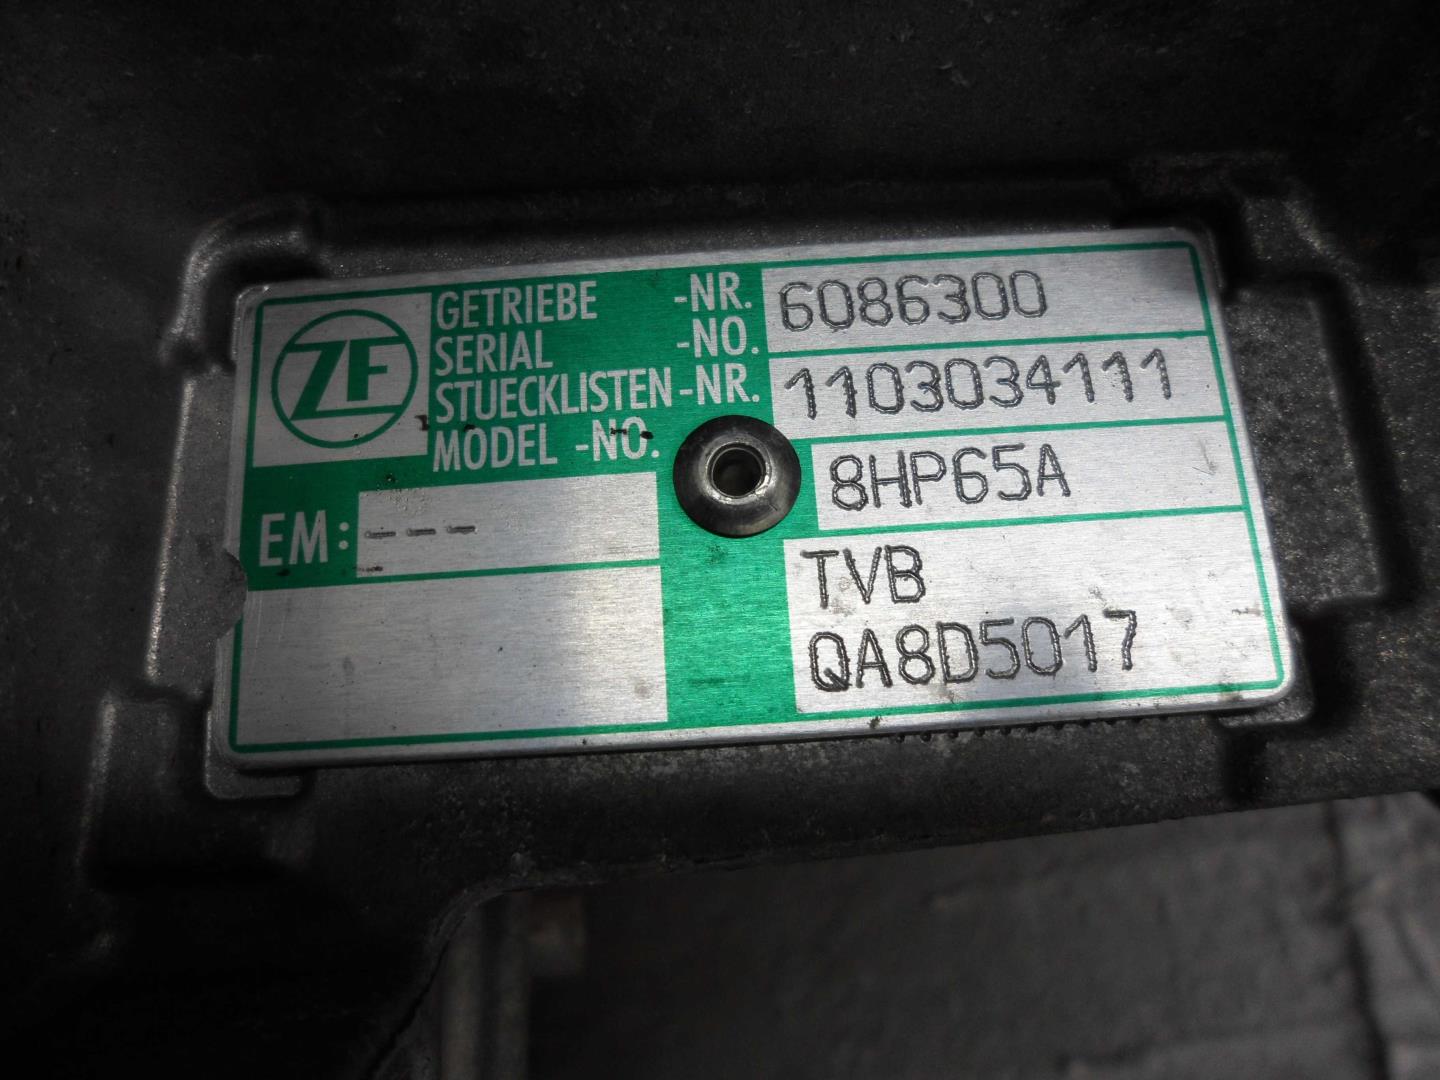 ZF
GETRIEBE -NR. 6086300
SERIAL -NO.
STUECKLISTEN-NR. 1103034111
MODEL -NO. 8HP65A
EM: - - -
TVB
QA8D5017